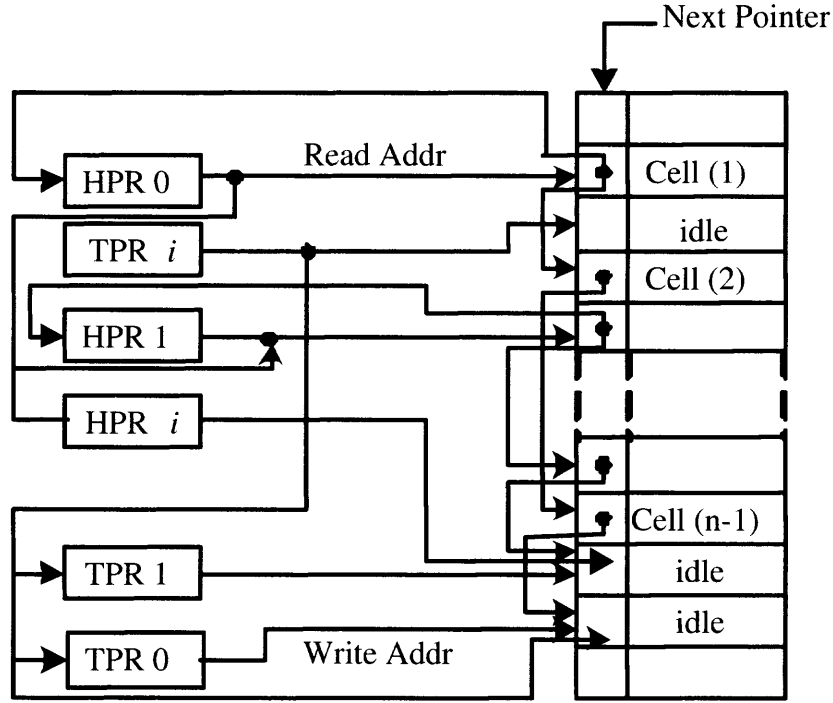 Next Pointer
Read Addr
HPR 0
Cell (1)
TPR i
idle
Cell (2)
HPR 1
HPR i
Cell (n-1)
TPR 1
idle
idle
TPR 0
Write Addr